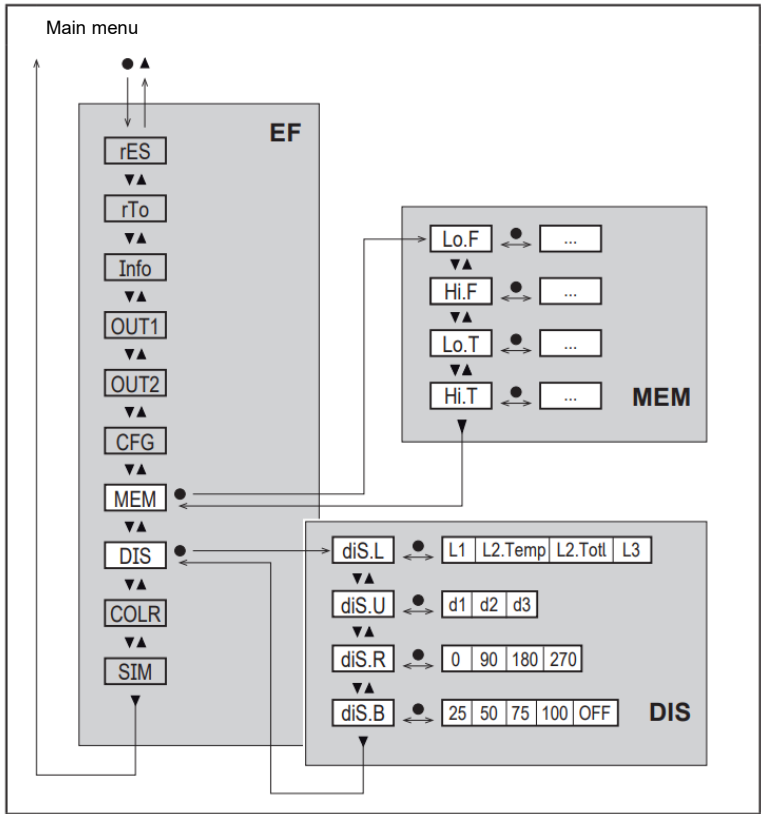 Main menu
EF
rES
rTo
Info
OUT1
OUT2
CFG
MEM
DIS
COLR
SIM
Lo.F ...
Hi.F ...
Lo.T ...
Hi.T ...
MEM
diS.L L1 L2.Temp L2.Totl L3
diS.U d1 d2 d3
diS.R 0 90 180 270
diS.B 25 50 75 100 OFF
DIS